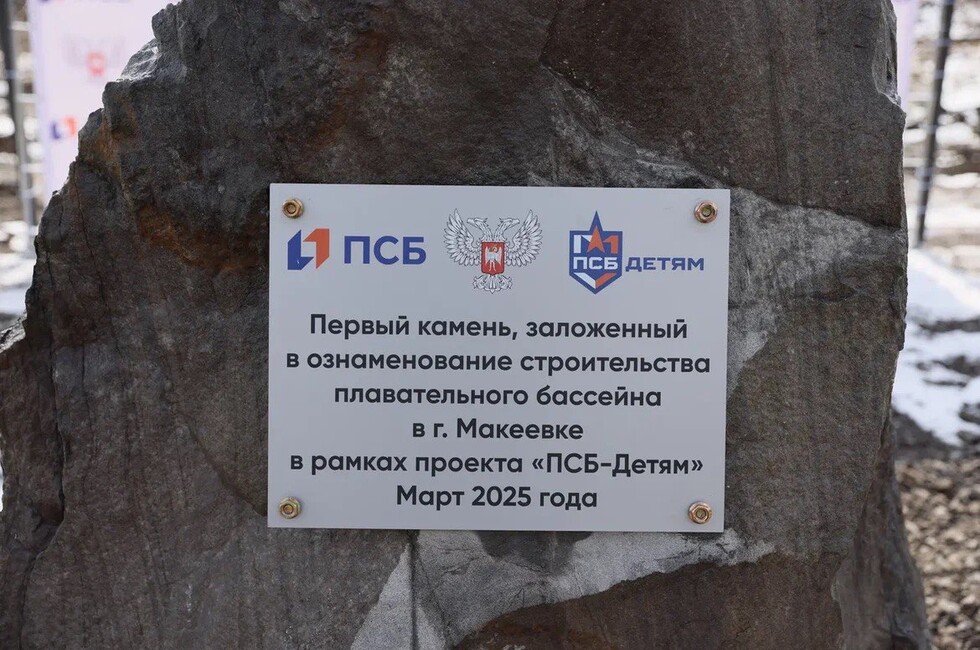 ПСБ
ПСБ ДЕТЯМ
Первый камень, заложенный
в ознаменование строительства
плавательного бассейна
в г. Макеевке
в рамках проекта «ПСБ-Детям»
Март 2025 года